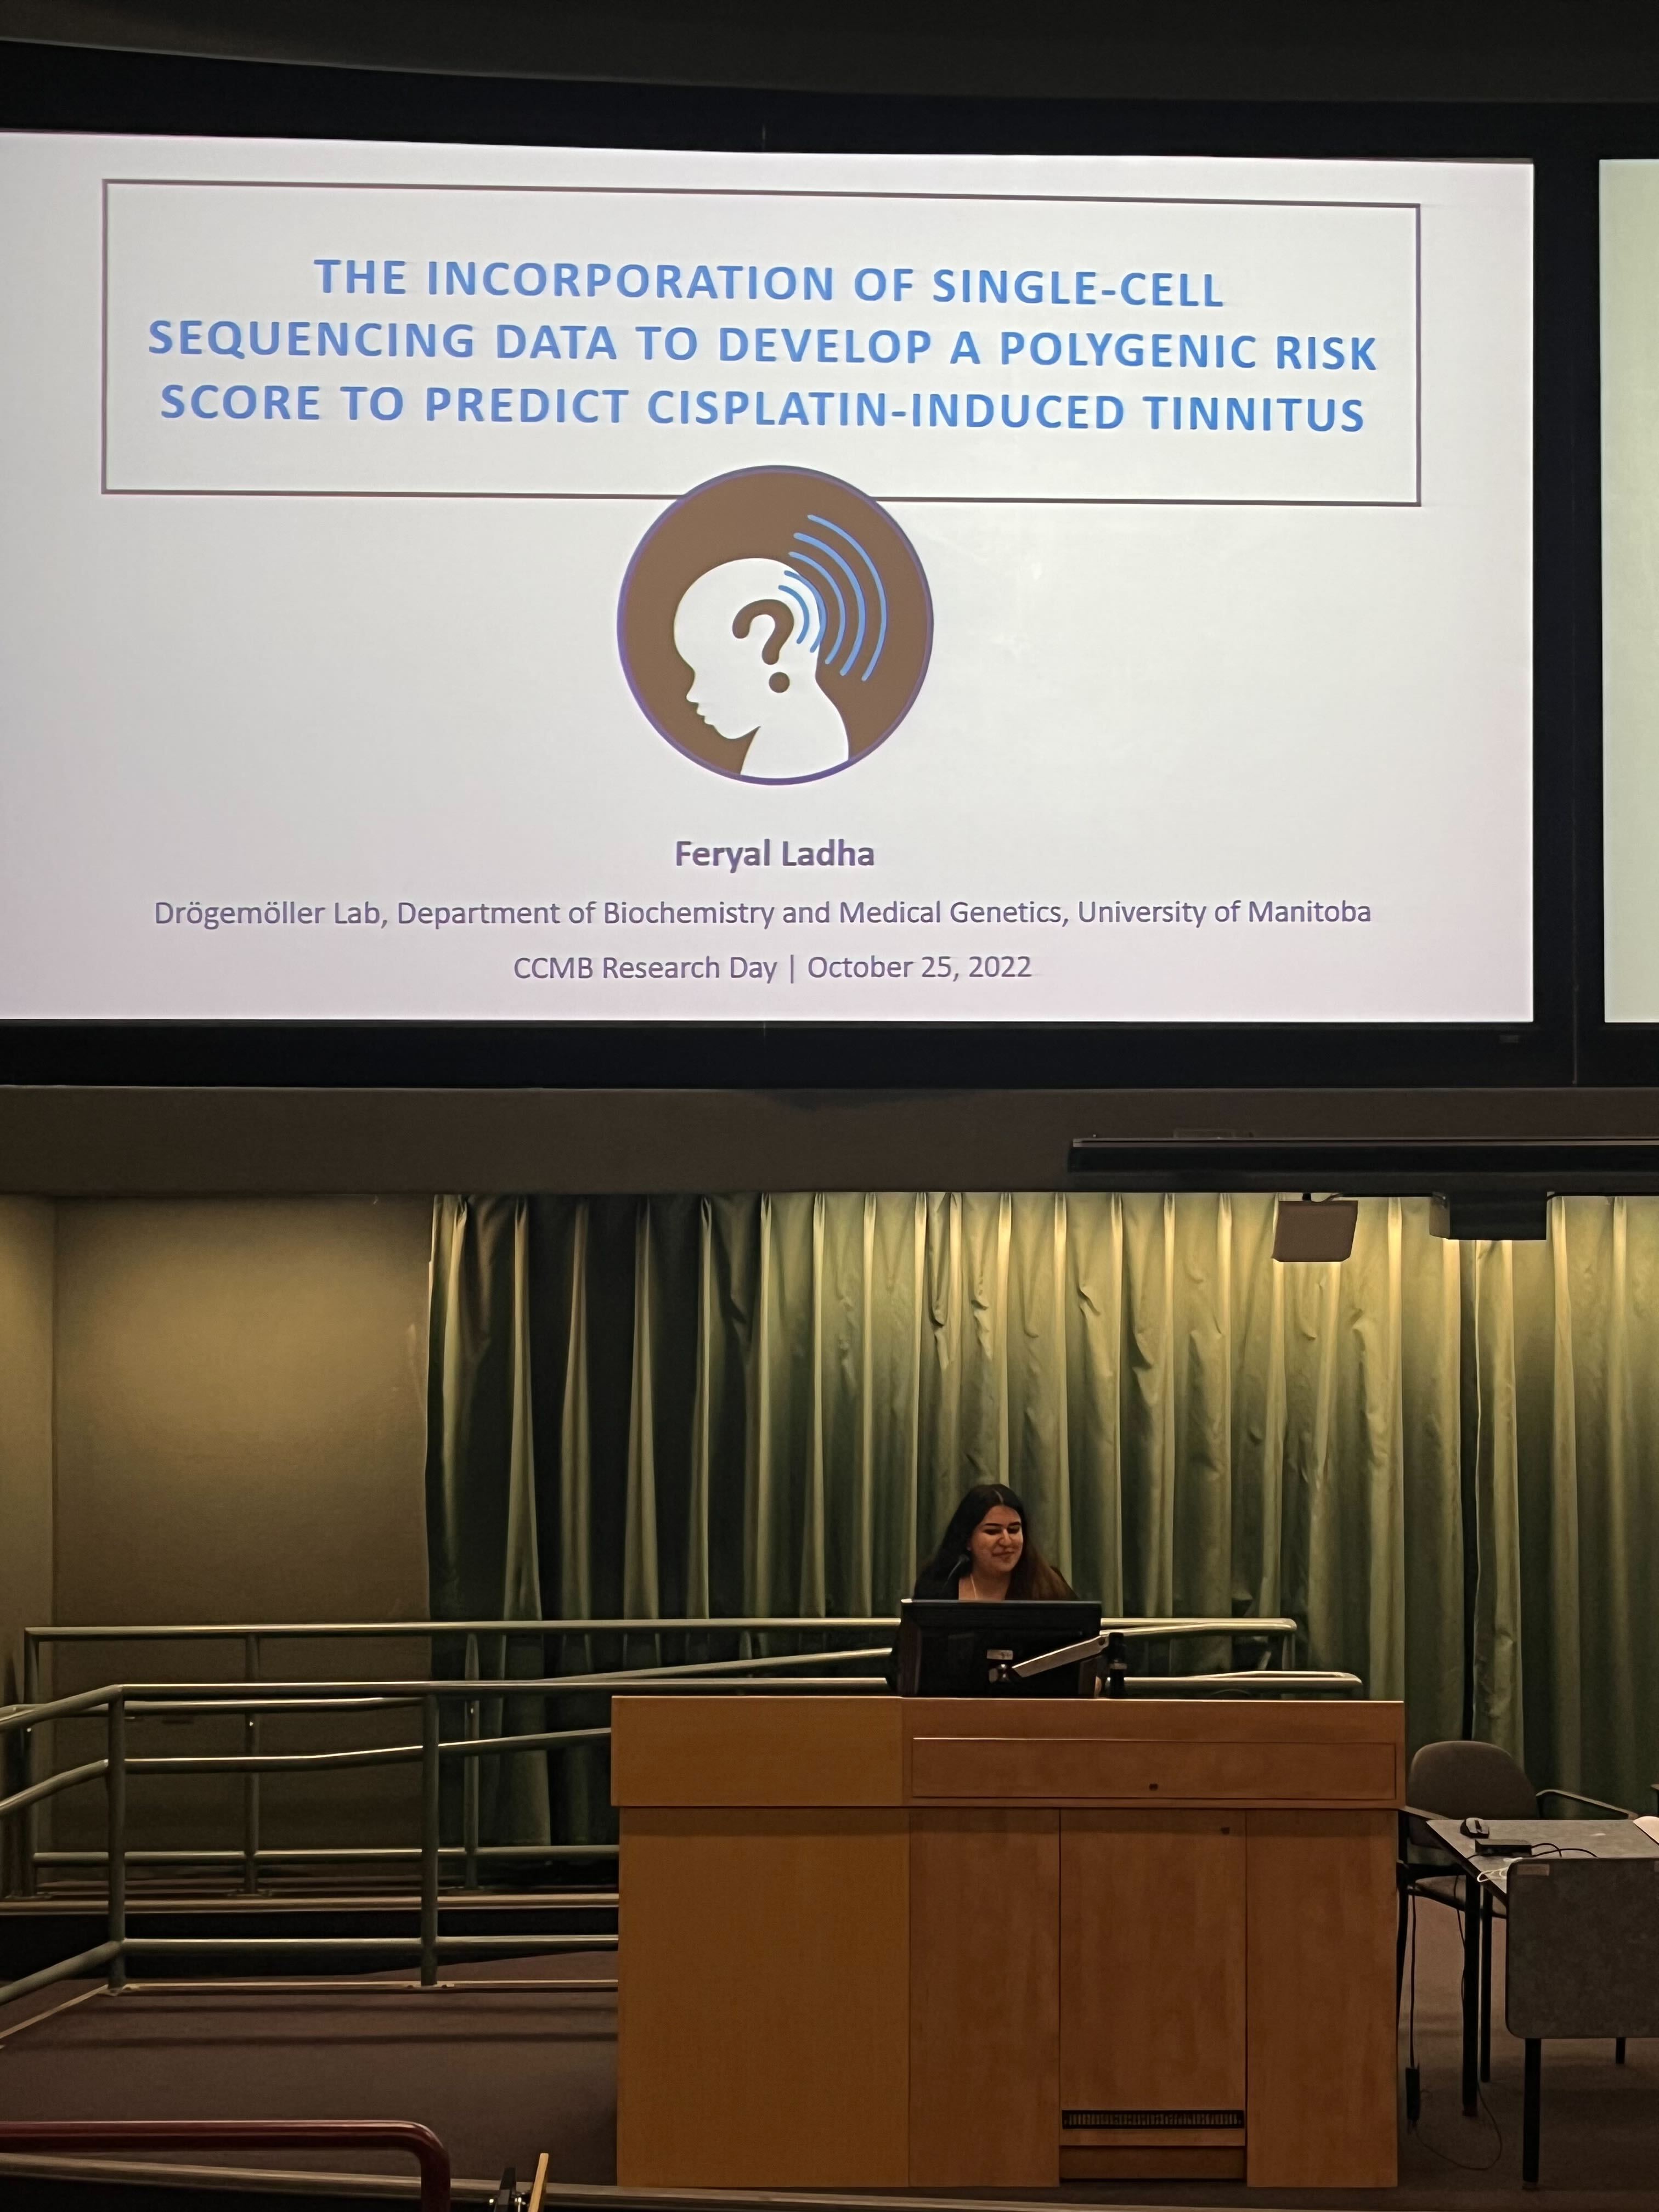 THE INCORPORATION OF SINGLE-CELL
SEQUENCING DATA TO DEVELOP A POLYGENIC RISK
SCORE TO PREDICT CISPLATIN-INDUCED TINNITUS
?
Feryal Ladha
Drögemöller Lab, Department of Biochemistry and Medical Genetics, University of Manitoba
CCMB Research Day | October 25, 2022